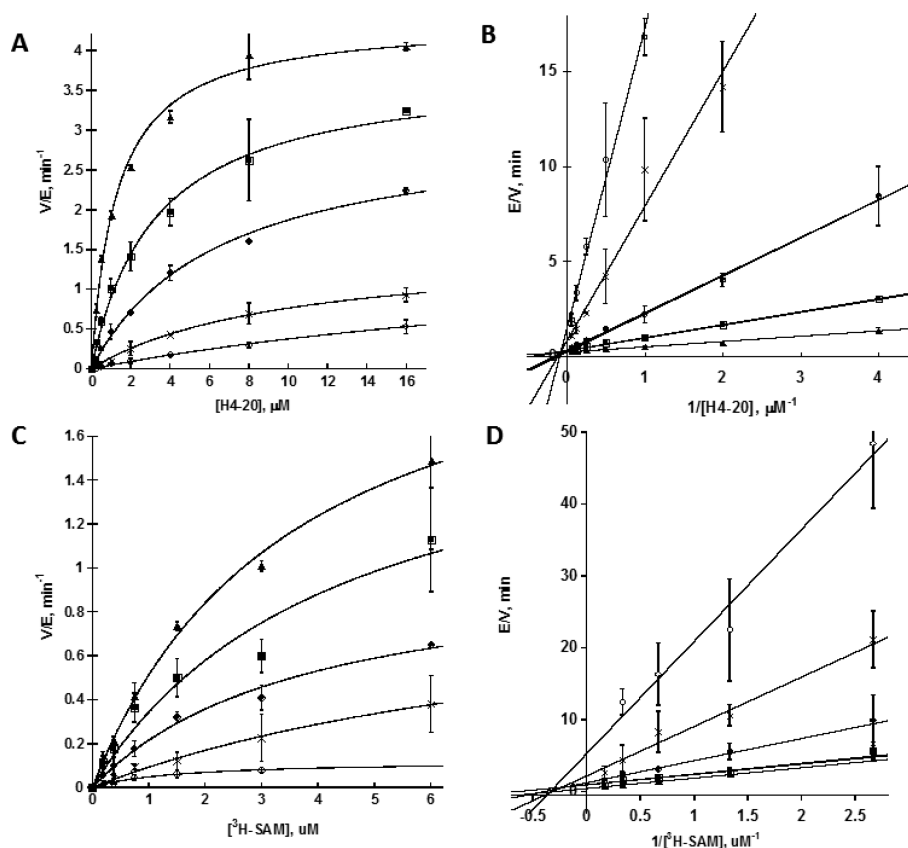 A
V/E, min⁻¹
4
3.5
3
2.5
2
1.5
1
0.5
0
0 2 4 6 8 10 12 14 16
[H4-20], μM
B
E/V, min
15
10
5
0 1 2 3 4
1/[H4-20], μM⁻¹
C
V/E, min⁻¹
1.6
1.4
1.2
1
0.8
0.6
0.4
0.2
0
0 1 2 3 4 5 6
[³H-SAM], uM
D
E/V, min
50
40
30
20
10
-0.5 0 0.5 1 1.5 2 2.5
1/[³H-SAM], uM⁻¹